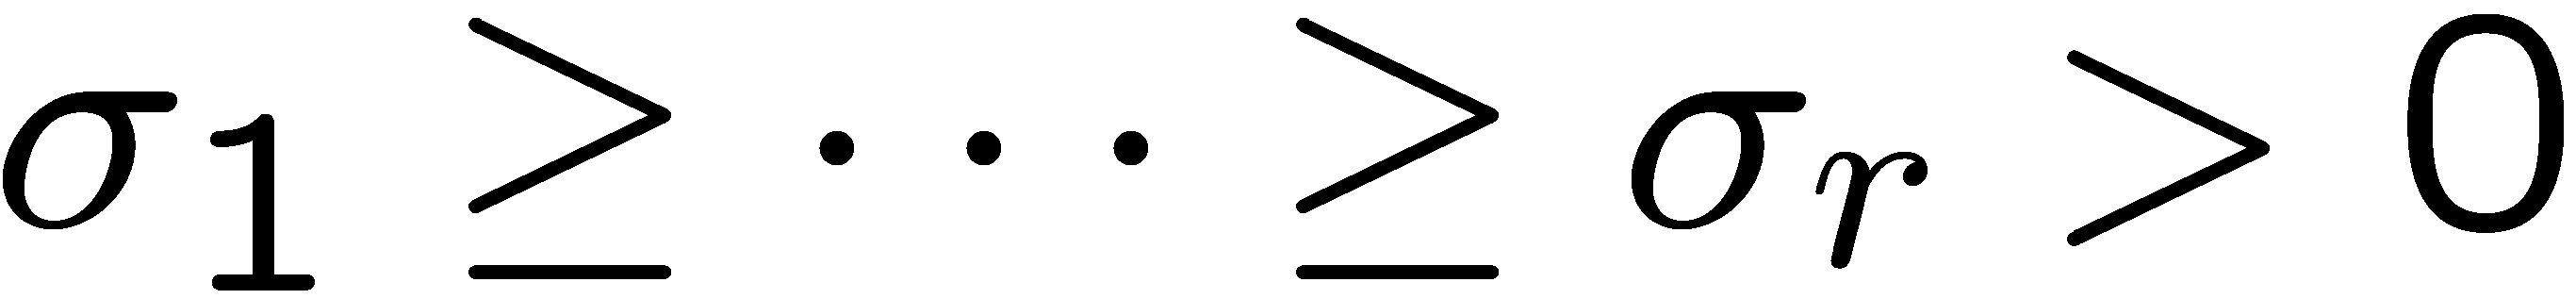 σ₁ ≥ ··· ≥ σᵣ > 0